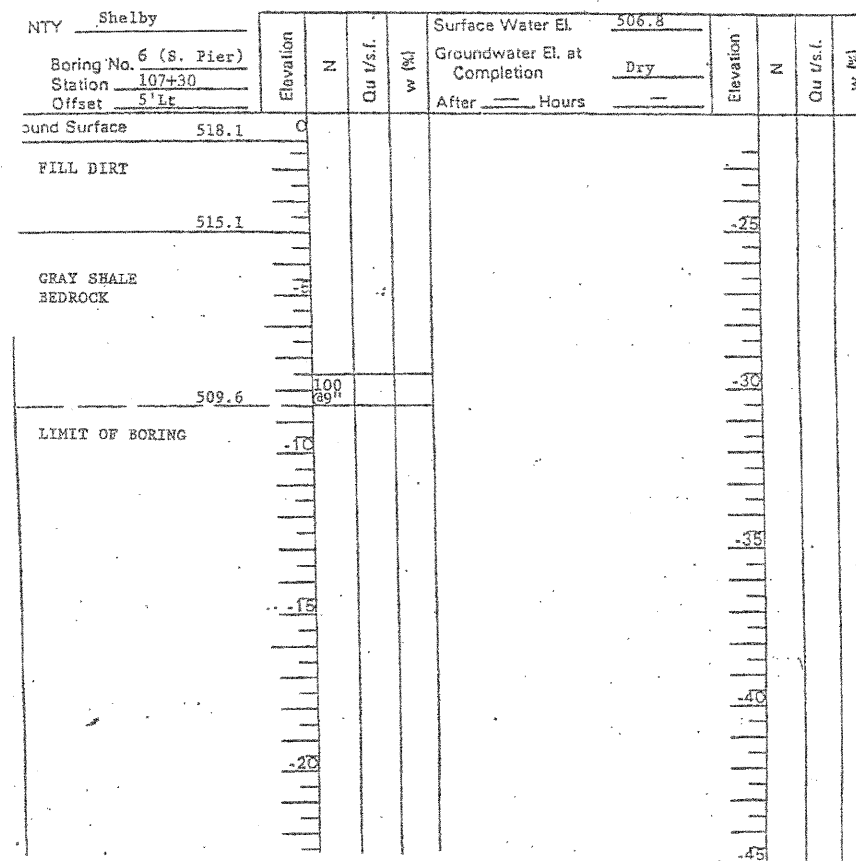 NTY Shelby
Boring No. 6 (S. Pier)
Station 107+30
Offset 5'Lt
Elevation
N
Qu t/s.f.
w (%)
Surface Water El. 506.8
Groundwater El. at
Completion Dry
After — Hours —
Elevation
N
Qu t/s.f.
w (%)
ound Surface 518.1 0
FILL DIRT
515.1
-25
GRAY SHALE
BEDROCK
100
@9"
-30
509.6
LIMIT OF BORING
-10
-35
-15
-40
-20
-45